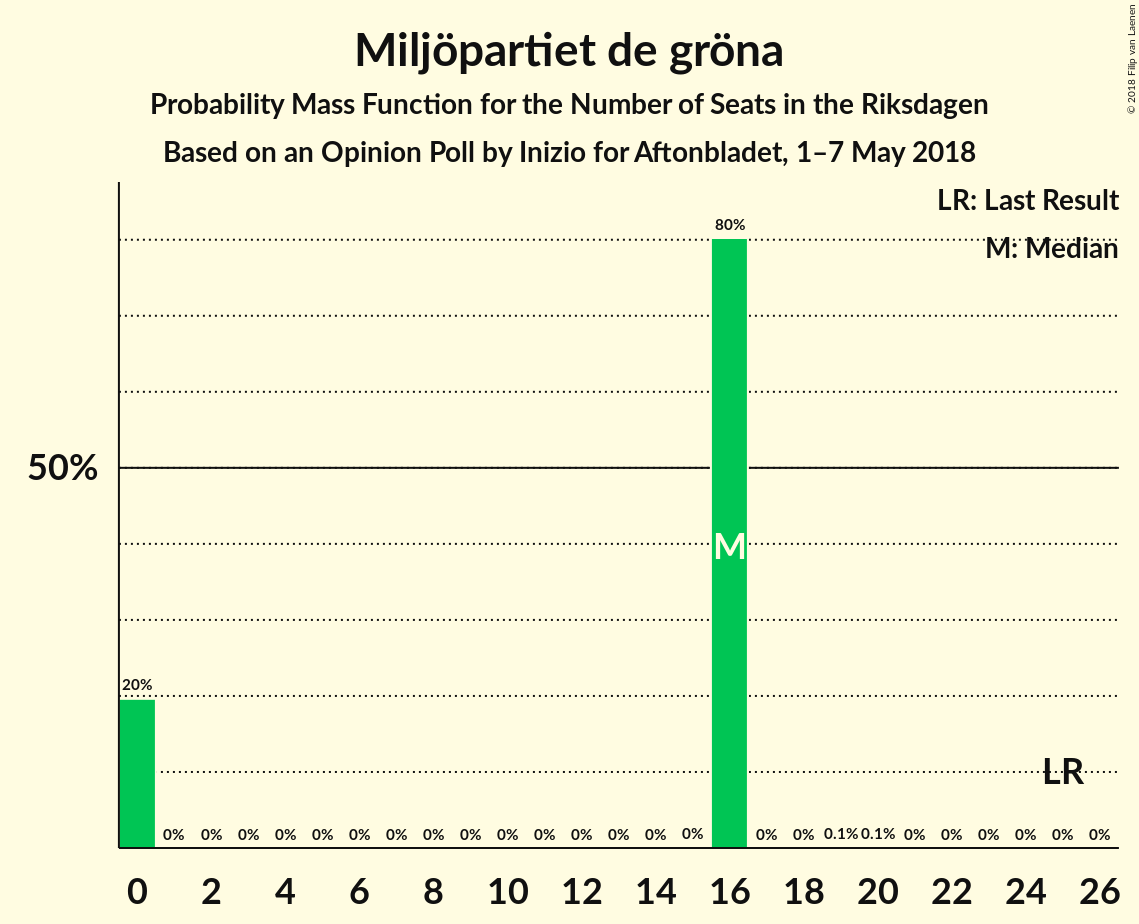 Miljöpartiet de gröna
Probability Mass Function for the Number of Seats in the Riksdagen
Based on an Opinion Poll by Inizio for Aftonbladet, 1–7 May 2018
© 2018 Filip van Laenen
LR: Last Result
M: Median
80%
50%
M
20%
LR
0% 0% 0% 0% 0% 0% 0% 0% 0% 0% 0% 0% 0% 0% 0% 0% 0% 0.1% 0.1% 0% 0% 0% 0% 0% 0%
0 2 4 6 8 10 12 14 16 18 20 22 24 26